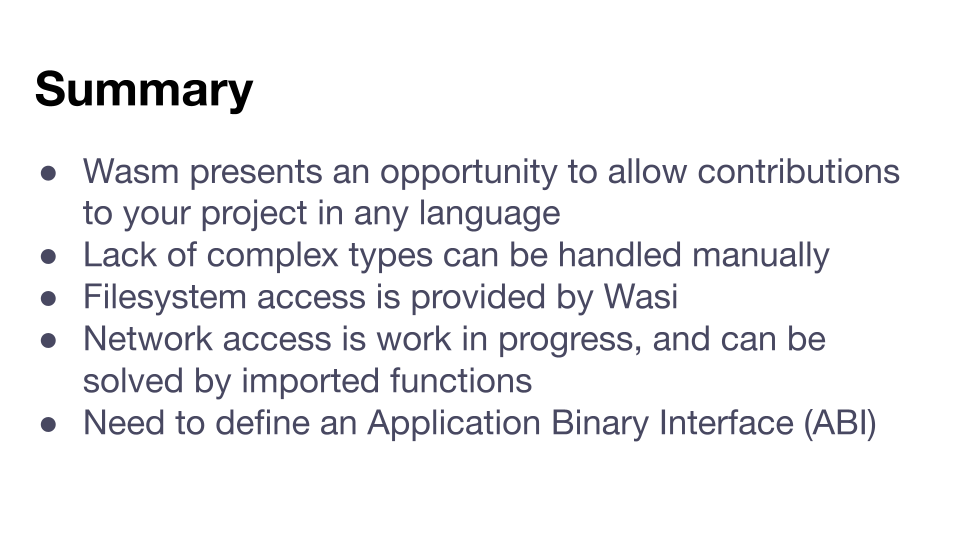 Summary
● Wasm presents an opportunity to allow contributions
to your project in any language
● Lack of complex types can be handled manually
● Filesystem access is provided by Wasi
● Network access is work in progress, and can be
solved by imported functions
● Need to define an Application Binary Interface (ABI)